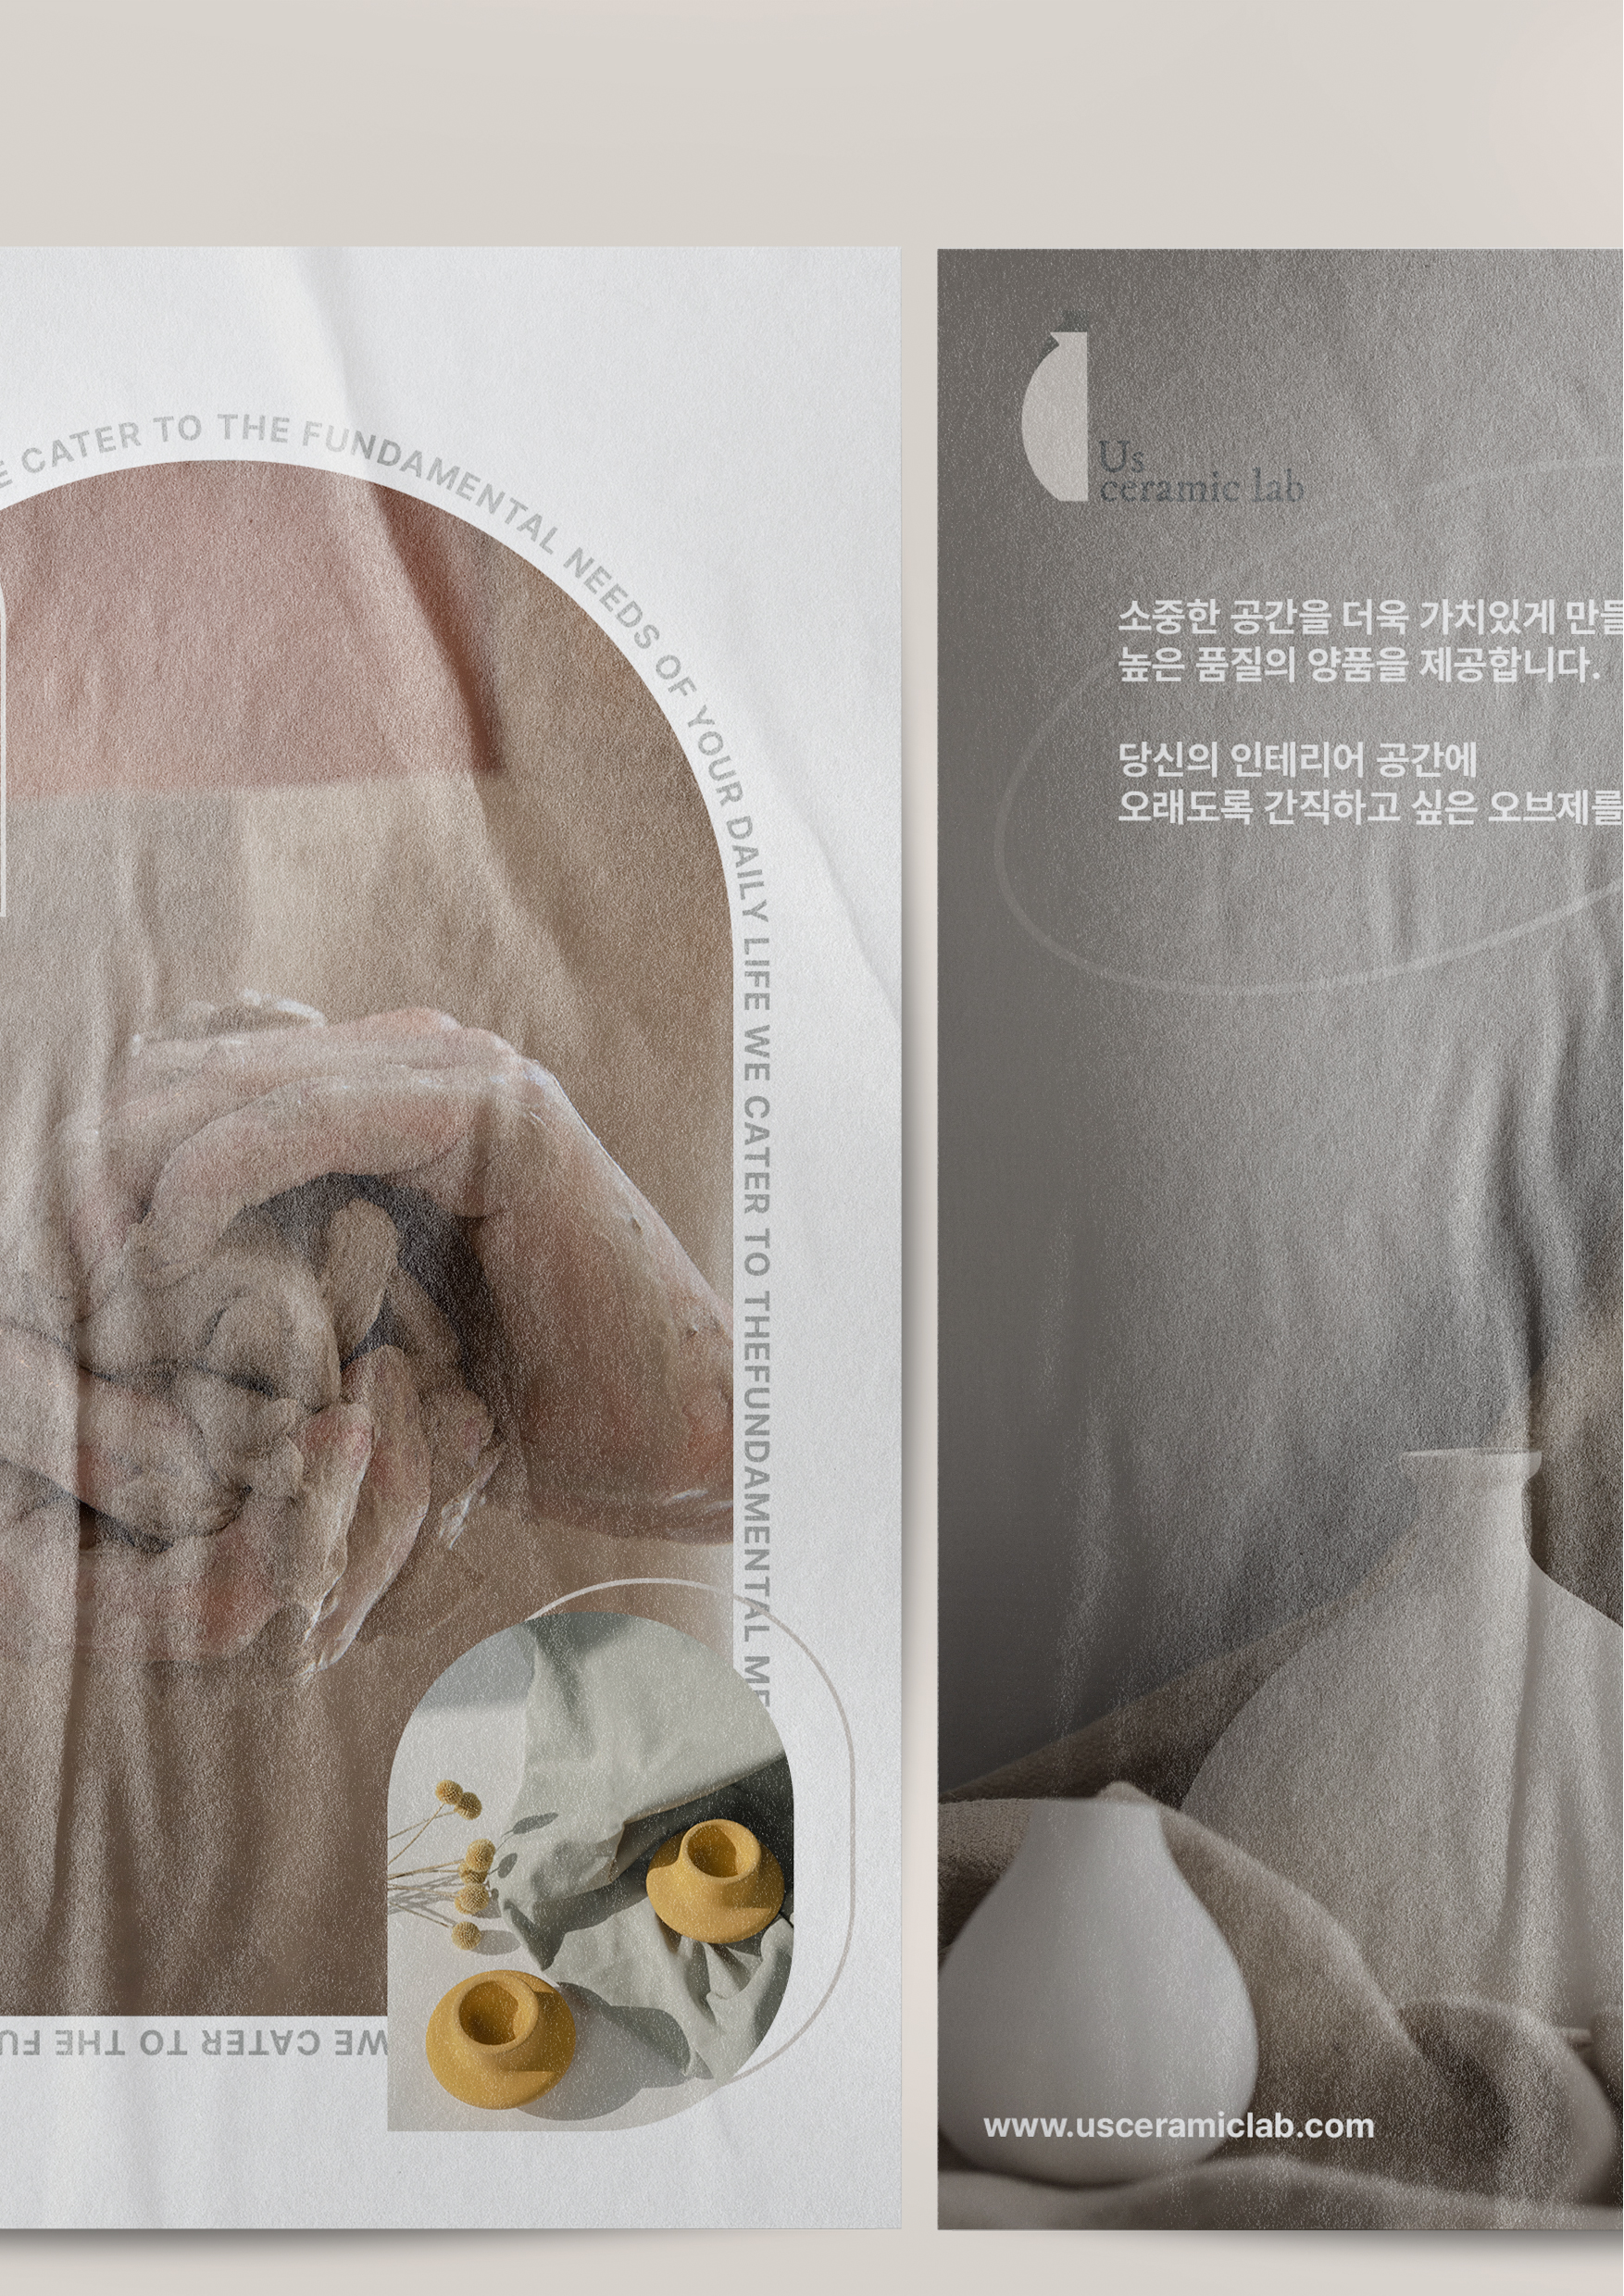 CATER TO THE FUNDAMENTAL NEEDS OF YOUR DAILY LIFE WE CATER TO THEFUNDAMENTAL
WE CATER TO THE FU
Us
ceramic lab
소중한 공간을 더욱 가치있게 만들
높은 품질의 양품을 제공합니다.
당신의 인테리어 공간에
오래도록 간직하고 싶은 오브제를
www.usceramiclab.com